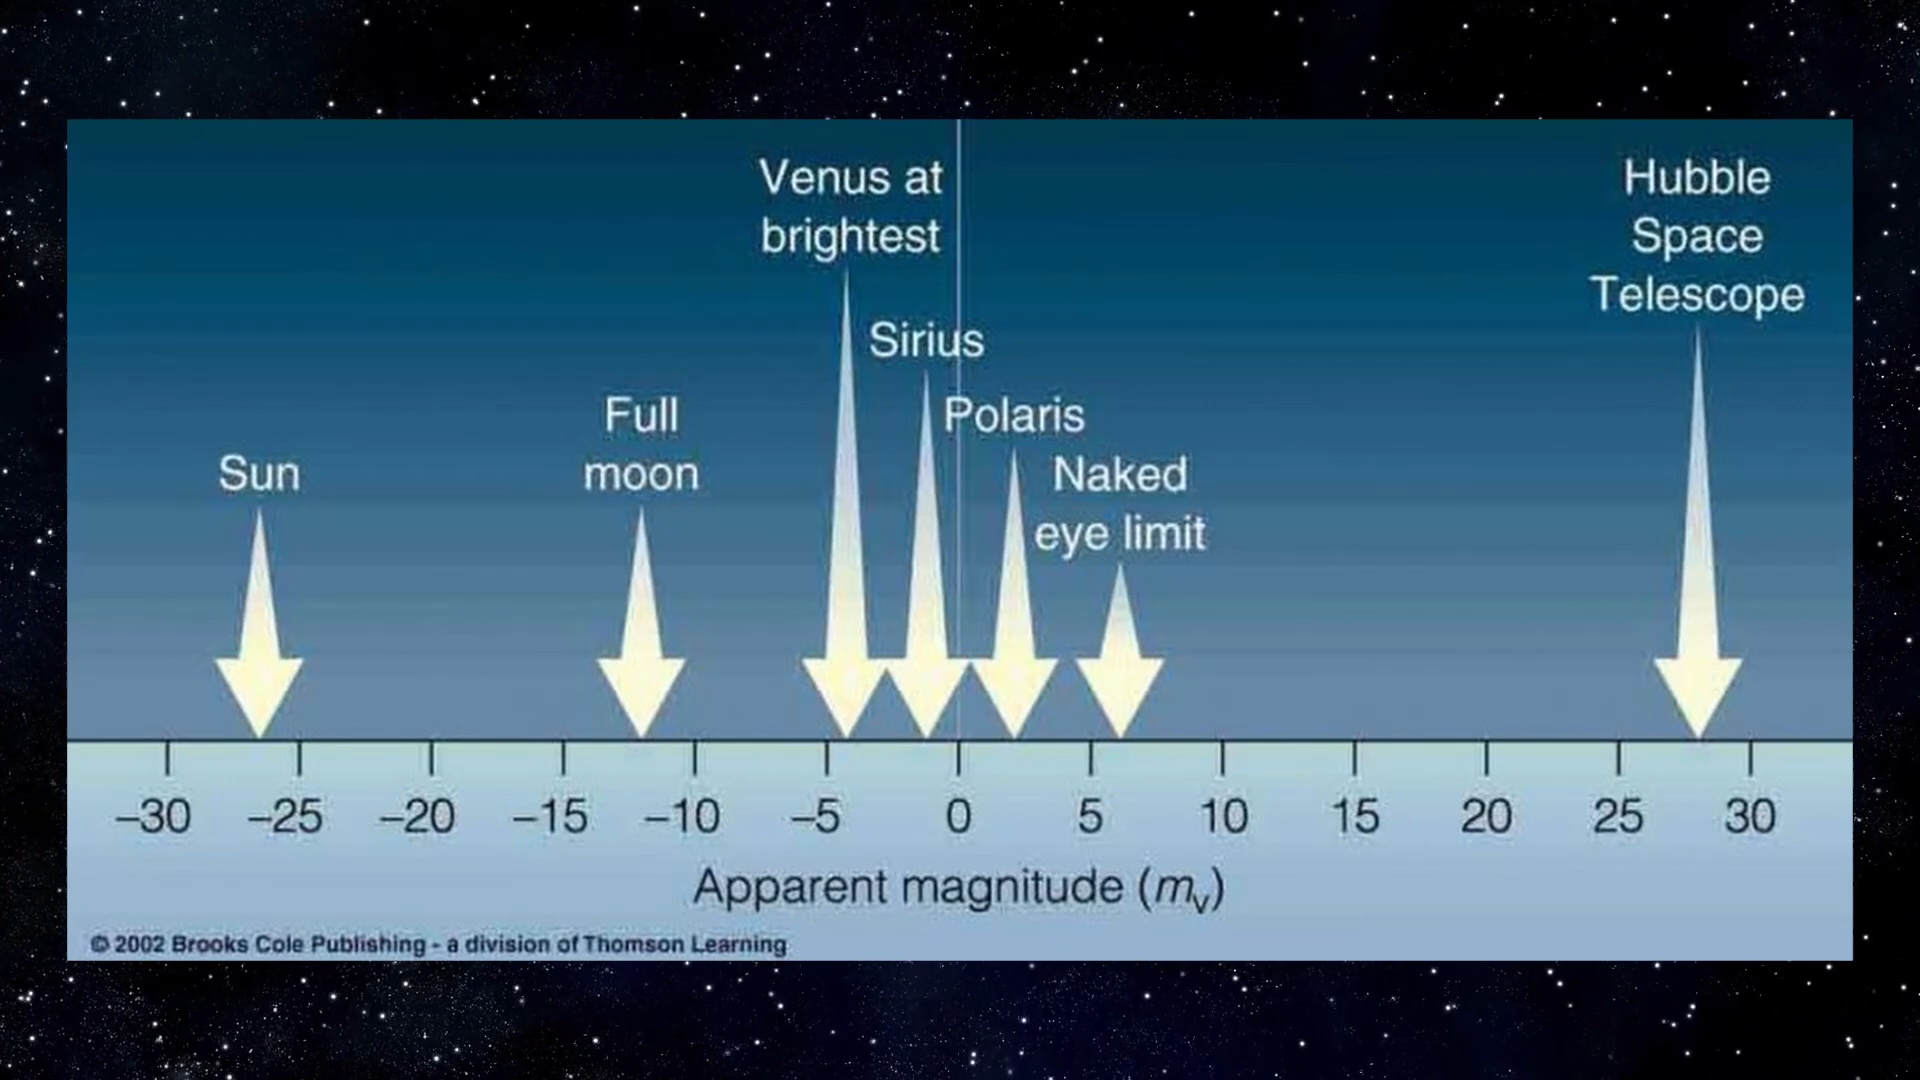 Venus at
brightest
Hubble
Space
Telescope
Sirius
Full
moon
Polaris
Sun
Naked
eye limit
–30 –25 –20 –15 –10 –5 0 5 10 15 20 25 30
Apparent magnitude (mv)
© 2002 Brooks Cole Publishing - a division of Thomson Learning